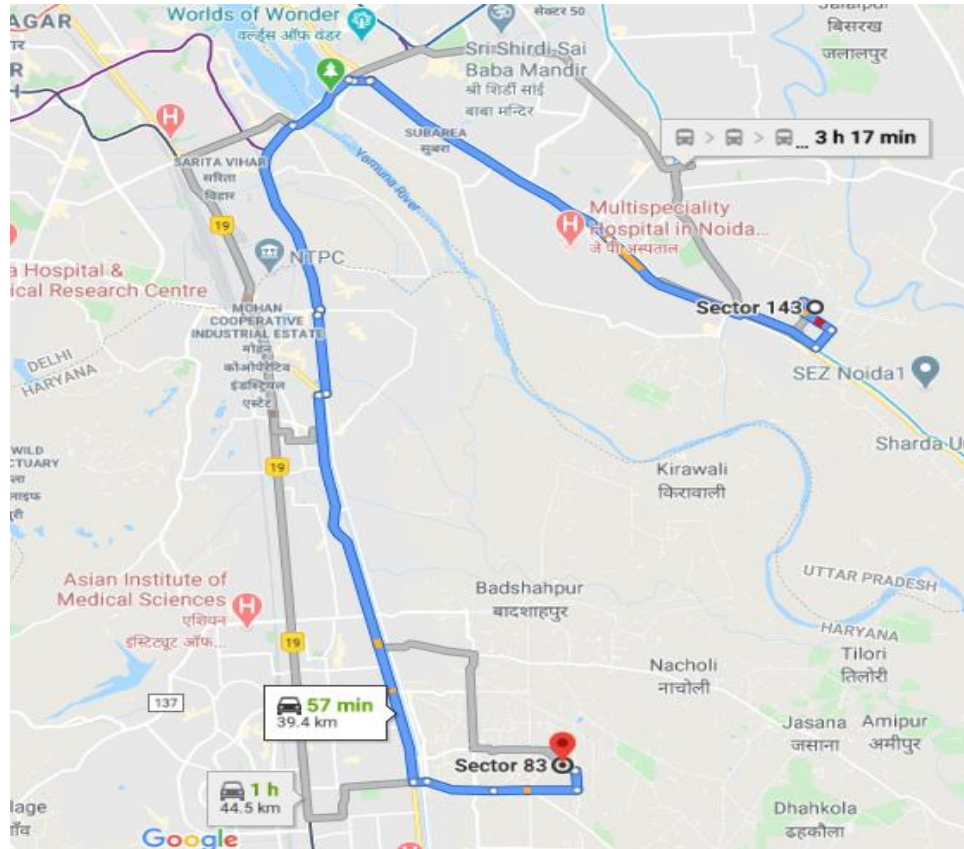 AGAR
Worlds of Wonder
वर्ल्ड्स ऑफ वंडर
सेक्टर 50
बिसरख
जलालपुर
Sri Shirdi Sai
Baba Mandir
श्री शिर्डी साईं
बाबा मन्दिर
H
SUBAREA
सुबरा
3 h 17 min
SARITA VIHAR
सरिता
विहार
Yamuna River
19
H
Multispeciality
Hospital in Noida...
जे पी अस्पताल
NTPC
a Hospital &
ical Research Centre
Sector 143
MOHAN
COOPERATIVE
INDUSTRIAL ESTATE
मोहन
कोओपेरेटिव
इंडस्ट्रियल
एस्टेट
DELHI
HARYANA
SEZ Noida1
Sharda U
WILD
CTUARY
19
Kirawali
किरावाली
Asian Institute of
Medical Sciences
एशियन
इंस्टिट्यूट ऑफ...
H
Badshahpur
बादशाहपुर
UTTAR PRADESH
HARYANA
19
Tilori
तिलोरी
Nacholi
नाचोली
137
57 min
39.4 km
Jasana
जसाना
Amipur
अमीपुर
Sector 83
1 h
44.5 km
Dhahkola
ढहकौला
lage
Google
H